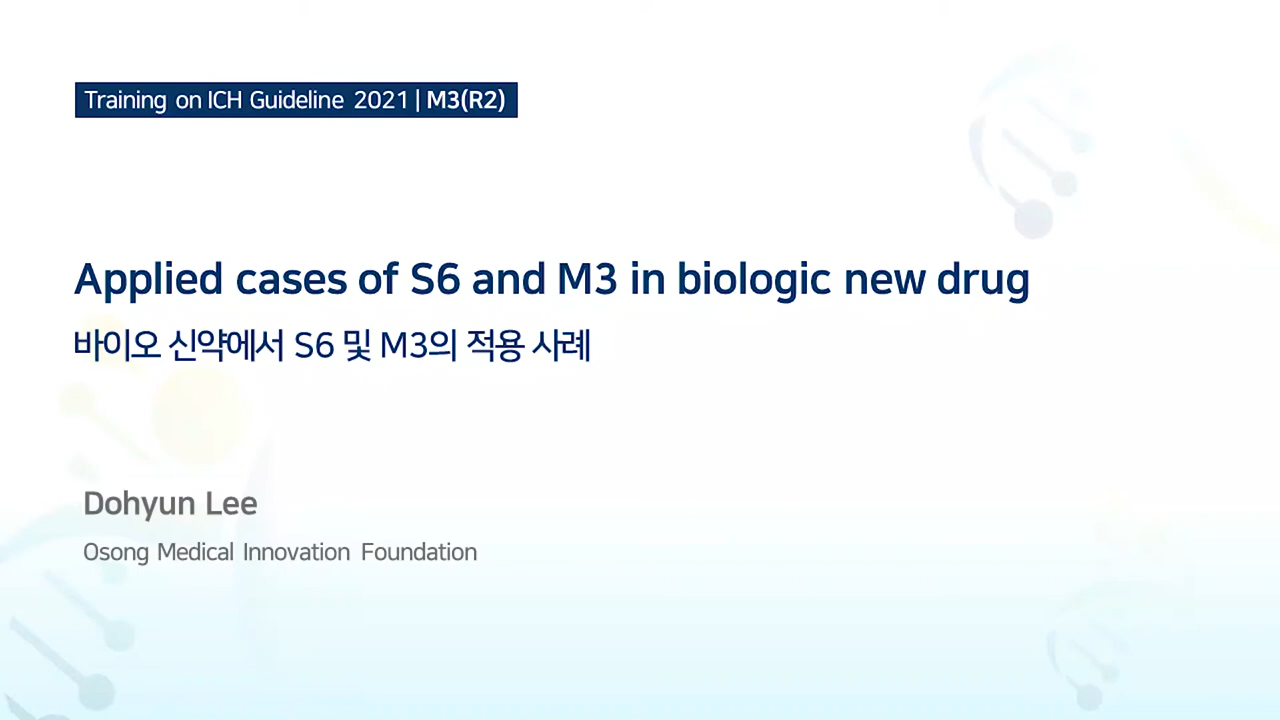 Training on ICH Guideline 2021 | M3(R2)
Applied cases of S6 and M3 in biologic new drug
바이오 신약에서 S6 및 M3의 적용 사례
Dohyun Lee
Osong Medical Innovation Foundation